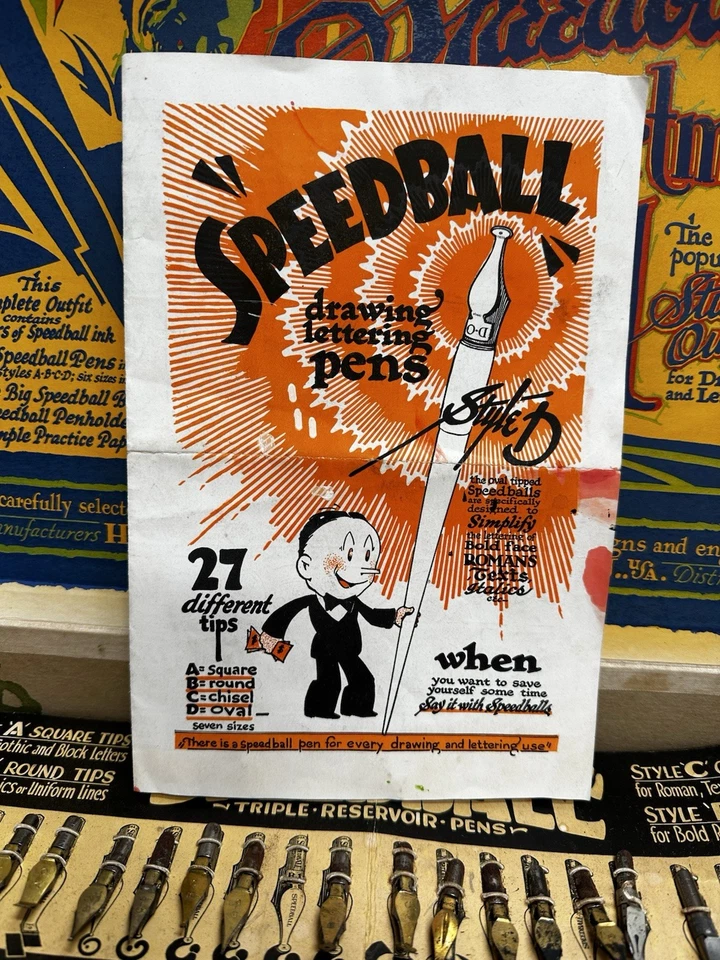 "SPEEDBALL"
drawing
lettering
pens
D-0
Style D
the oval tipped
Speedballs
are specifically
designed to
Simplify
the lettering of
Bold Face
ROMANS
Texts
Italics
etc.
27
different
tips
A = Square
B = round
C = chisel
D = oval
seven sizes
when
you want to save
yourself some time
Say it with Speedballs
"There is a Speedball pen for every drawing and lettering use"
This
plete Outfit
contains
rs of Speedball ink
Speedball Pens in
Styles A-B-C-D; six sizes in
Big Speedball
eedball Penholde
mple Practice Pap
carefully select
anufacturers H
The
popu
for D
and Le
gns and en
U.S.A. Dist
'A' SQUARE TIPS
othic and Block Letters
ROUND TIPS
ics or Uniform Lines
TRIPLE·RESERVOIR·PENS
STYLE 'C'
for Roman, Te
STYLE
for Bold